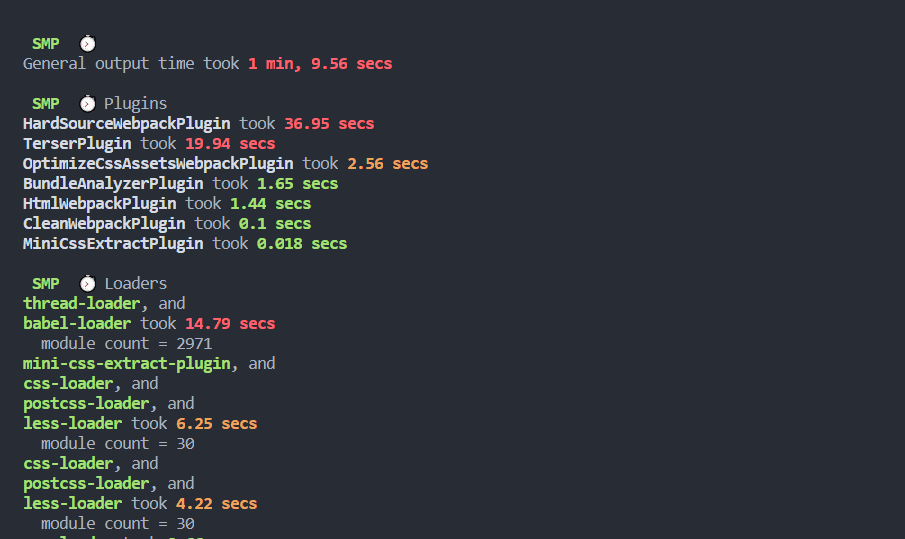 SMP
General output time took 1 min, 9.56 secs
SMP Plugins
HardSourceWebpackPlugin took 36.95 secs
TerserPlugin took 19.94 secs
OptimizeCssAssetsWebpackPlugin took 2.56 secs
BundleAnalyzerPlugin took 1.65 secs
HtmlWebpackPlugin took 1.44 secs
CleanWebpackPlugin took 0.1 secs
MiniCssExtractPlugin took 0.018 secs
SMP Loaders
thread-loader, and
babel-loader took 14.79 secs
module count = 2971
mini-css-extract-plugin, and
css-loader, and
postcss-loader, and
less-loader took 6.25 secs
module count = 30
css-loader, and
postcss-loader, and
less-loader took 4.22 secs
module count = 30